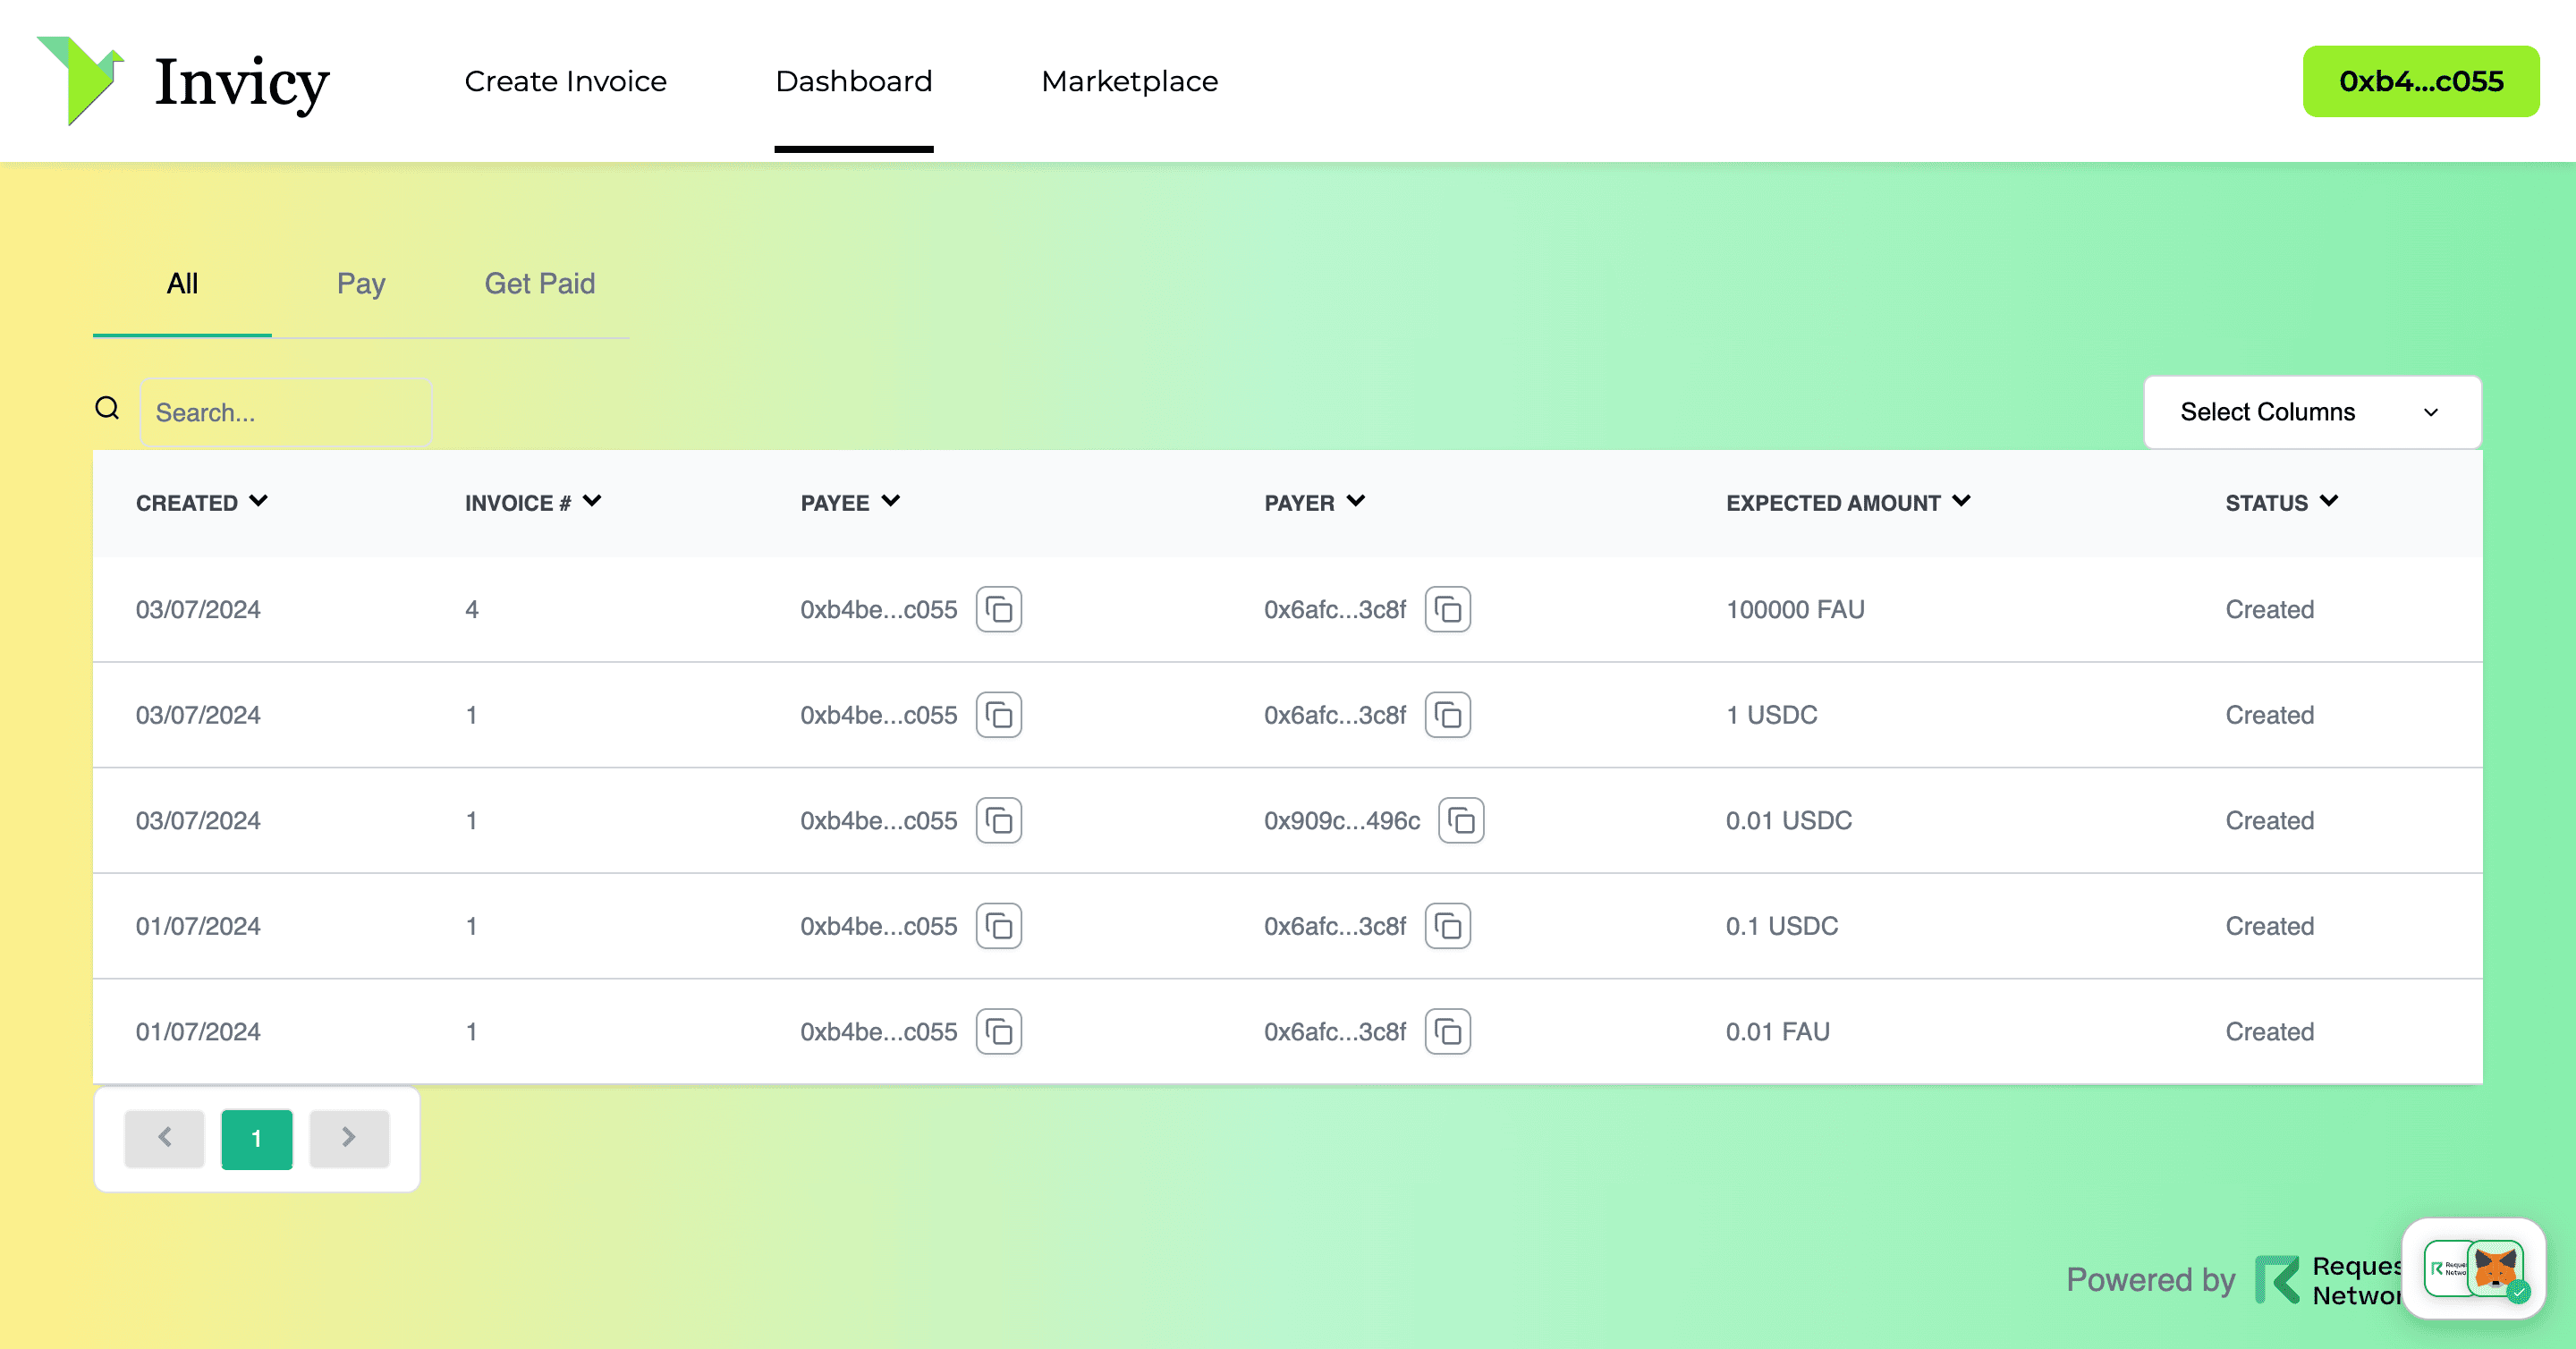 Invicy Create Invoice Dashboard Marketplace 0xb4...c055
All Pay Get Paid
Search... Select Columns
CREATED INVOICE # PAYEE PAYER EXPECTED AMOUNT STATUS
03/07/2024 4 0xb4be...c055 0x6afc...3c8f 100000 FAU Created
03/07/2024 1 0xb4be...c055 0x6afc...3c8f 1 USDC Created
03/07/2024 1 0xb4be...c055 0x909c...496c 0.01 USDC Created
01/07/2024 1 0xb4be...c055 0x6afc...3c8f 0.1 USDC Created
01/07/2024 1 0xb4be...c055 0x6afc...3c8f 0.01 FAU Created
1
Powered by